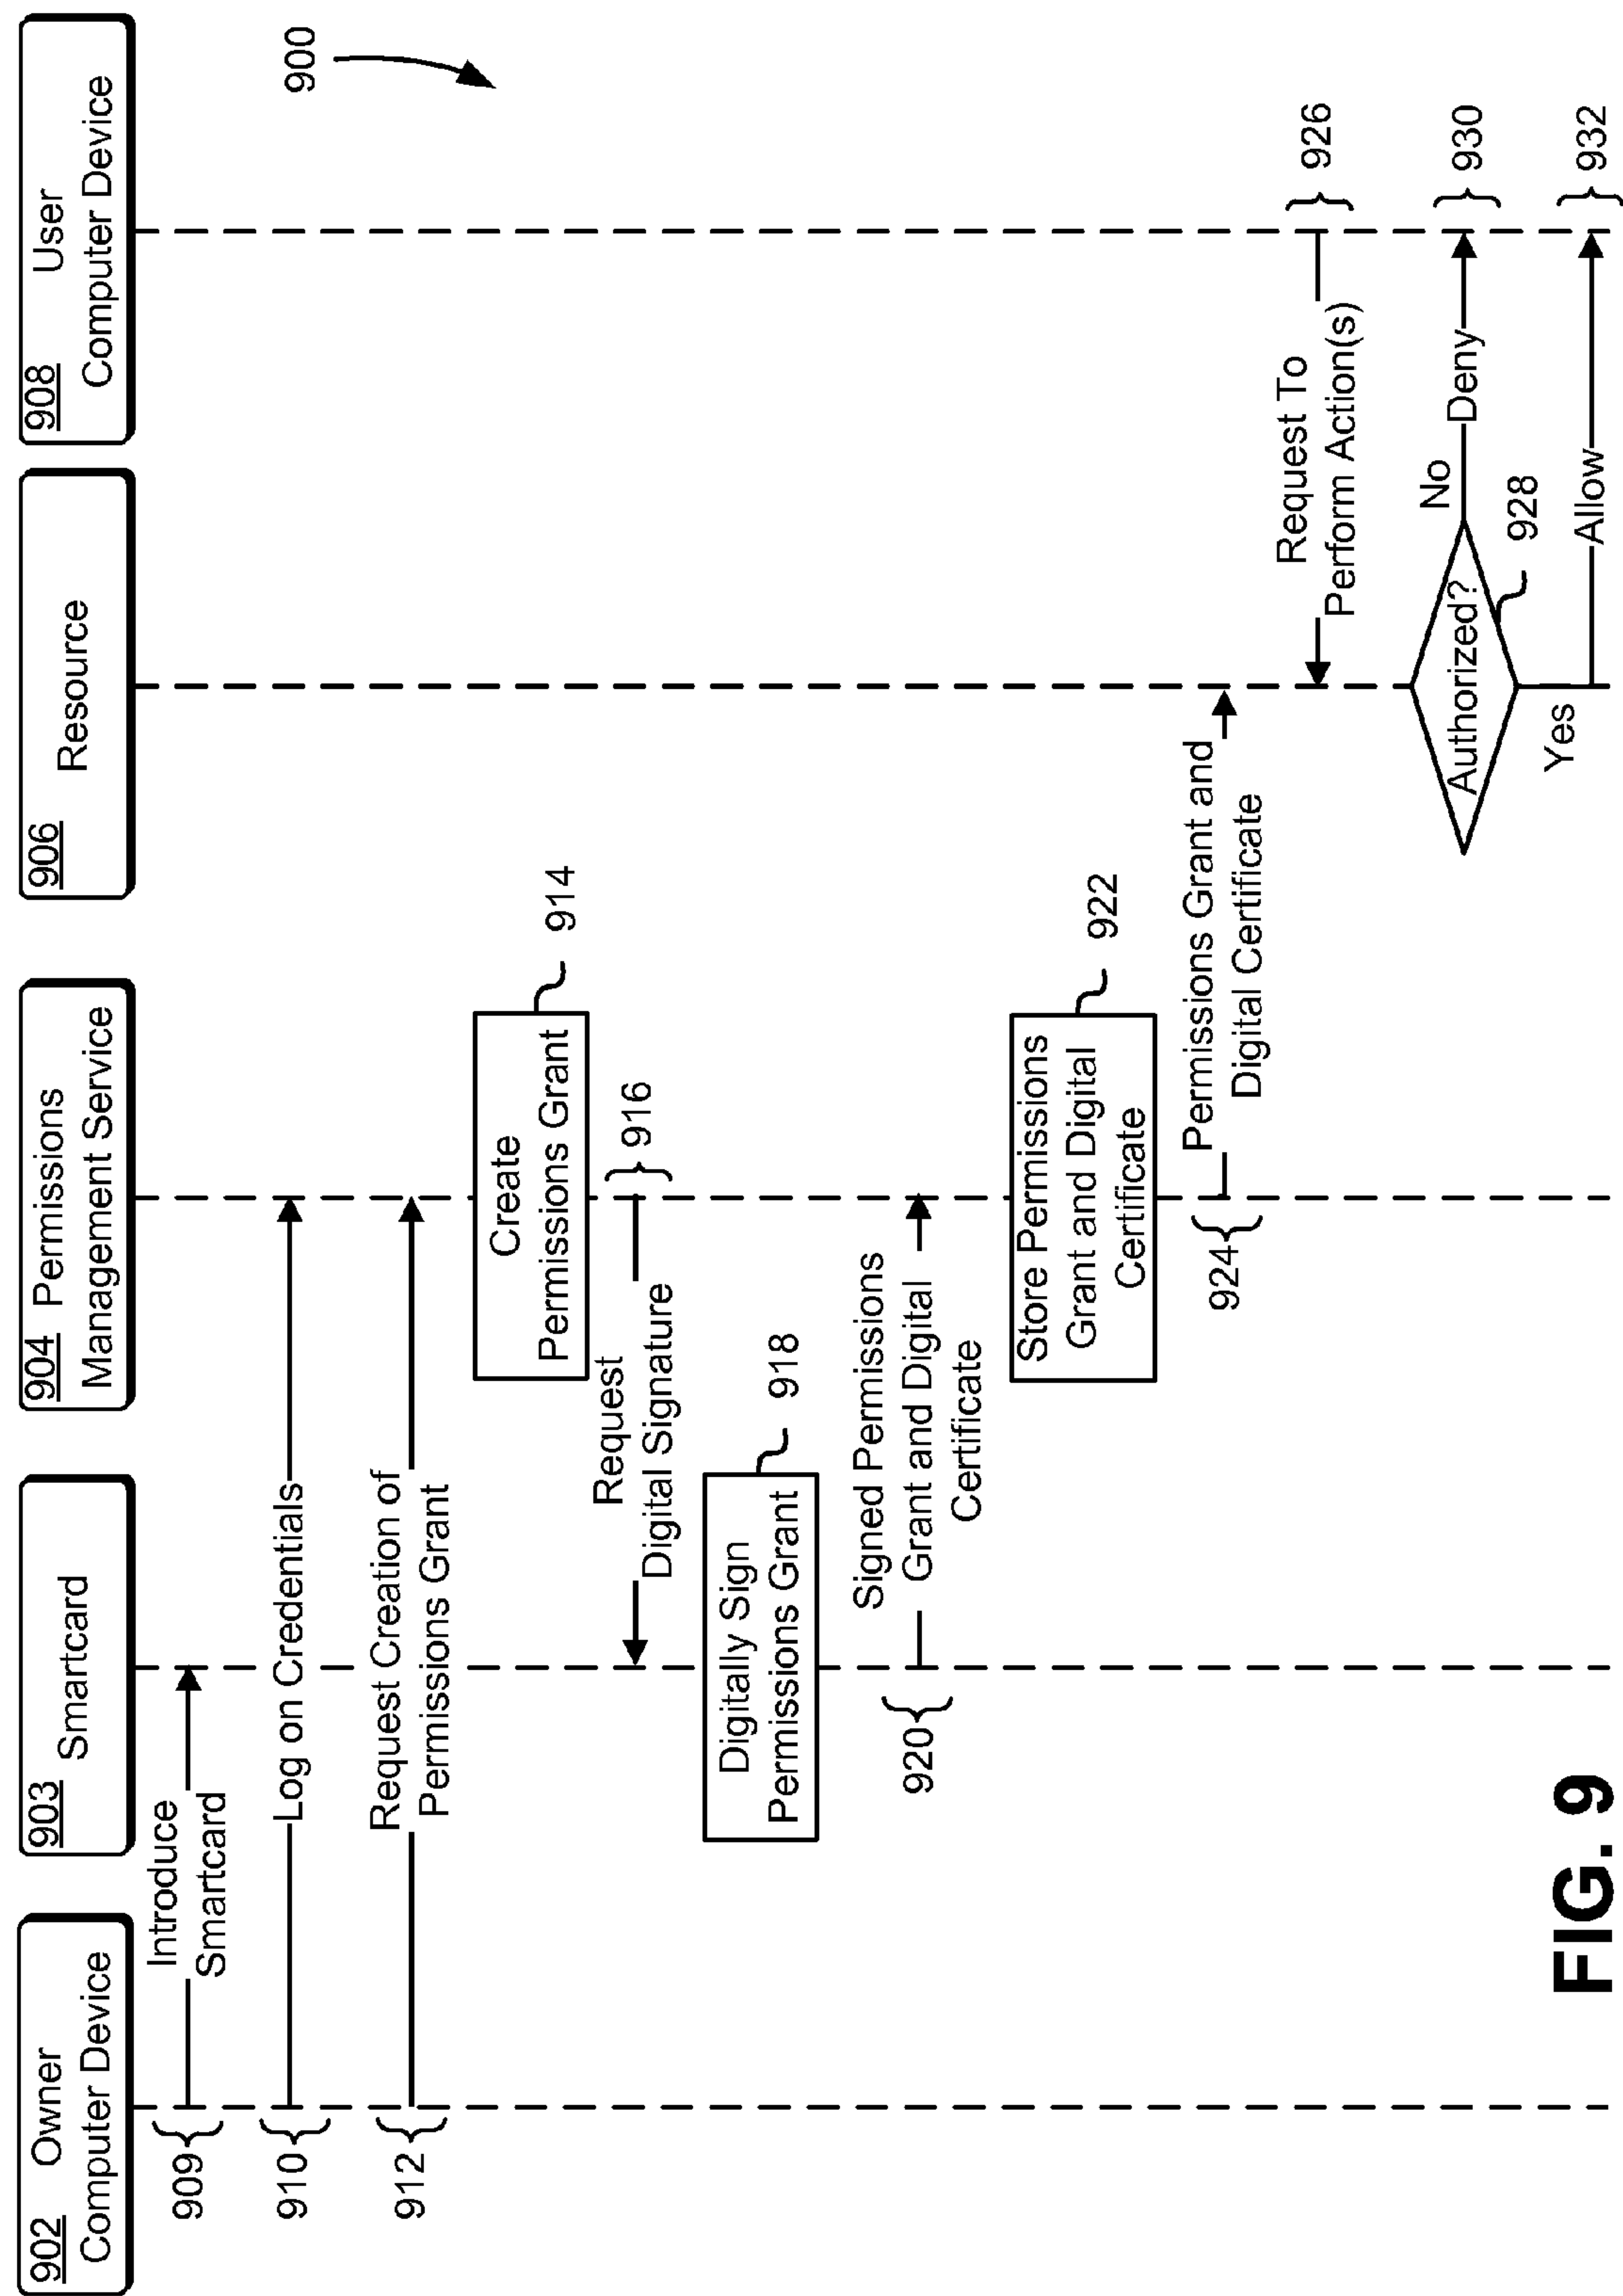 902 Owner
Computer Device
903 Smartcard
904 Permissions
Management Service
906 Resource
908 User
Computer Device
900
909
Introduce
Smartcard
910
Log on Credentials
912
Request Creation of
Permissions Grant
Create
Permissions Grant
914
Request
Digital Signature
916
Digitally Sign
Permissions Grant
918
920
Signed Permissions
Grant and Digital
Certificate
Store Permissions
Grant and Digital
Certificate
922
924
Permissions Grant and
Digital Certificate
Request To
Perform Action(s)
926
Authorized?
928
No
Deny
930
Yes
Allow
932
FIG. 9